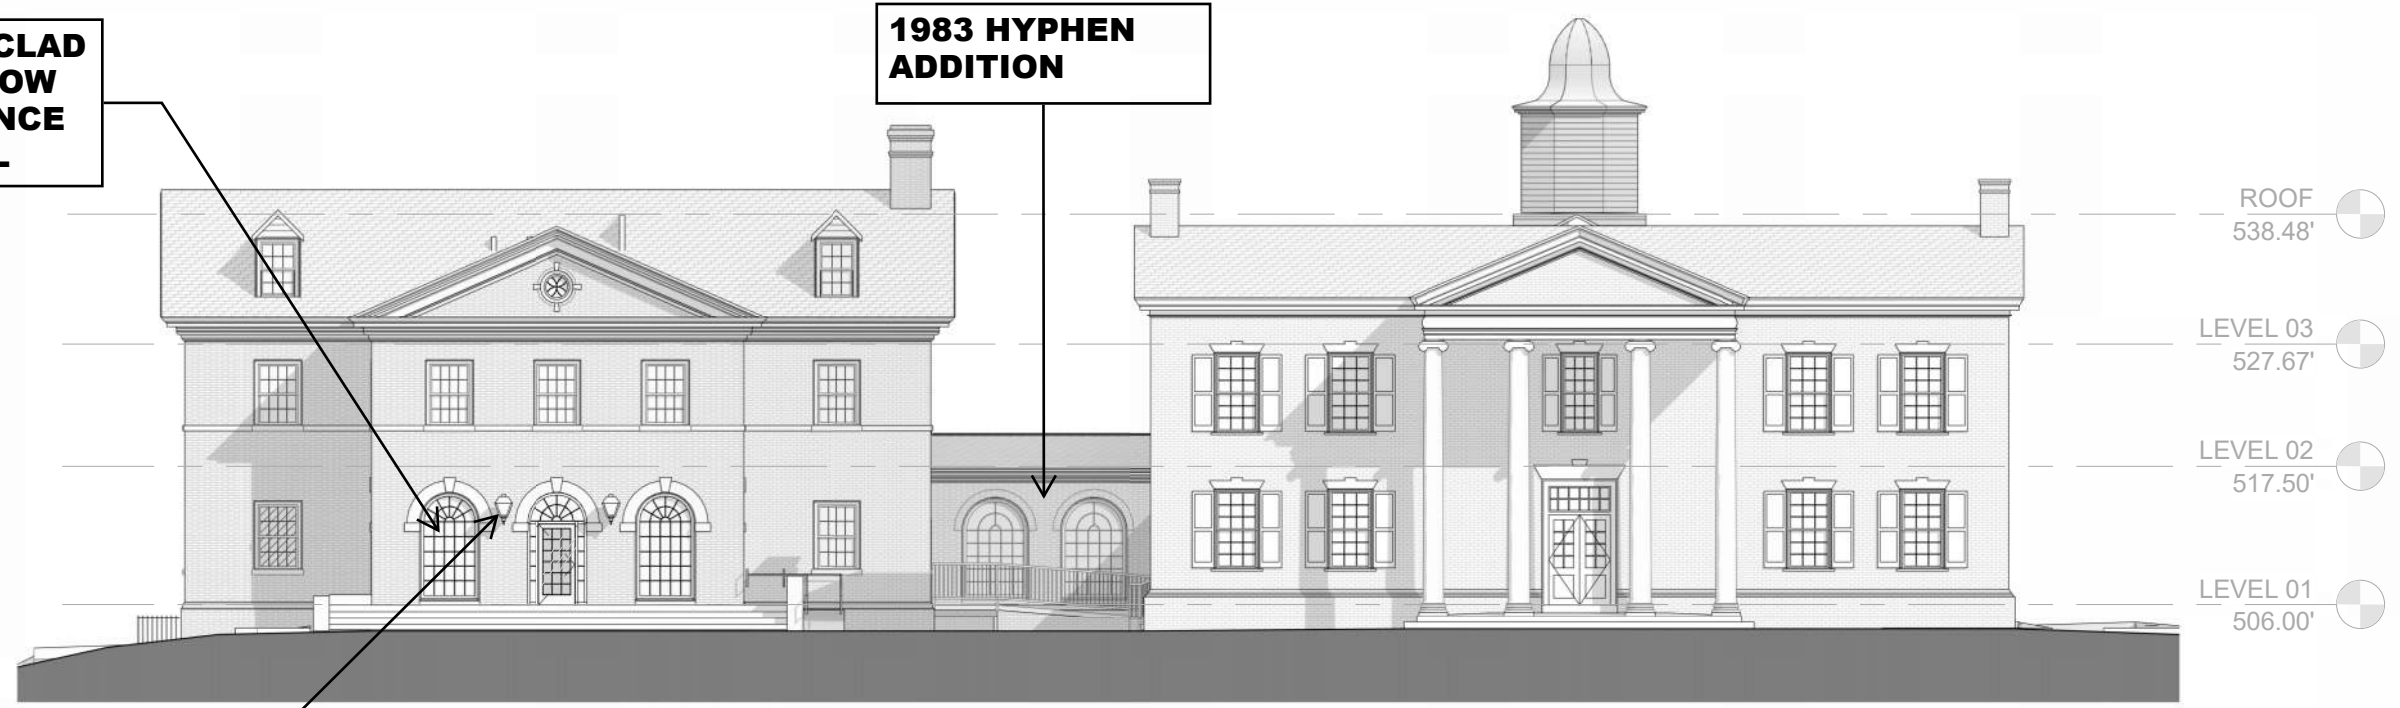 CLAD
OW
NCE
1983 HYPHEN
ADDITION
ROOF
538.48'
LEVEL 03
527.67'
LEVEL 02
517.50'
LEVEL 01
506.00'